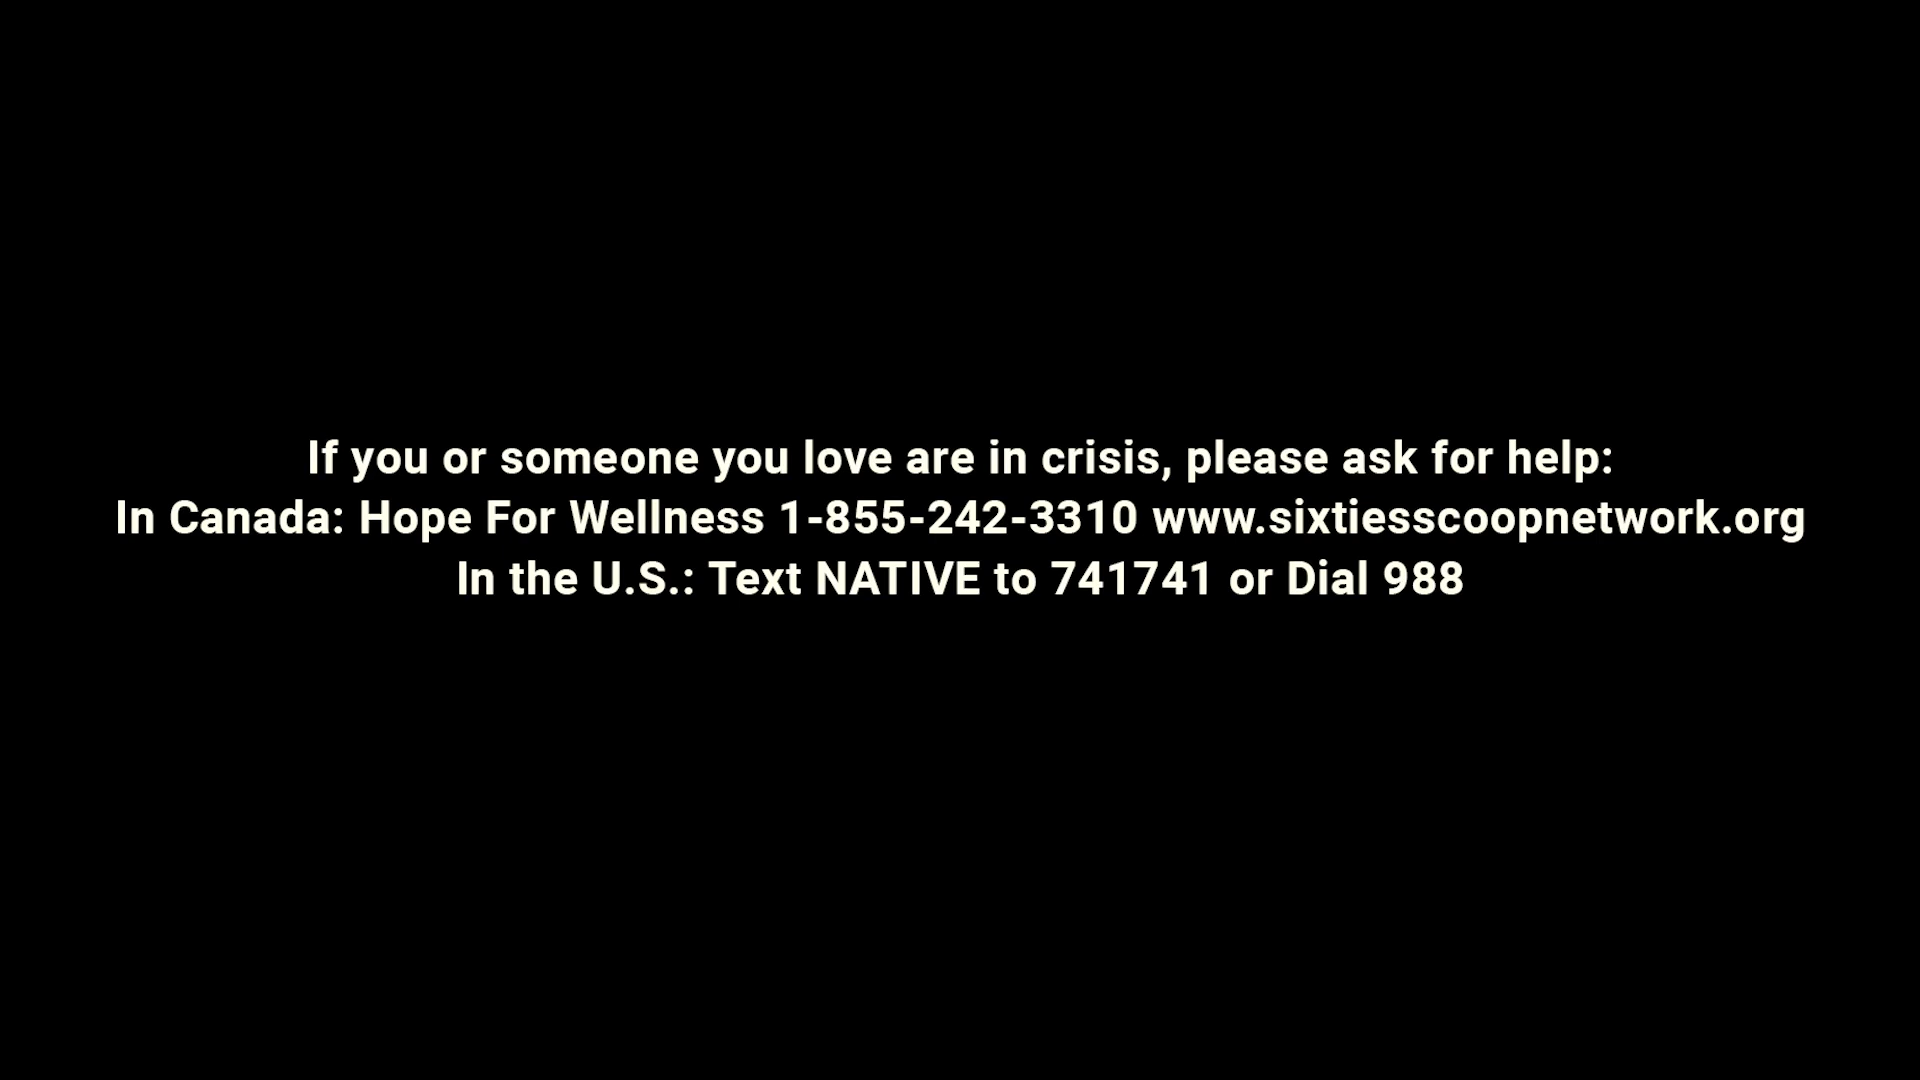 If you or someone you love are in crisis, please ask for help:
In Canada: Hope For Wellness 1-855-242-3310 www.sixtiesscoopnetwork.org
In the U.S.: Text NATIVE to 741741 or Dial 988